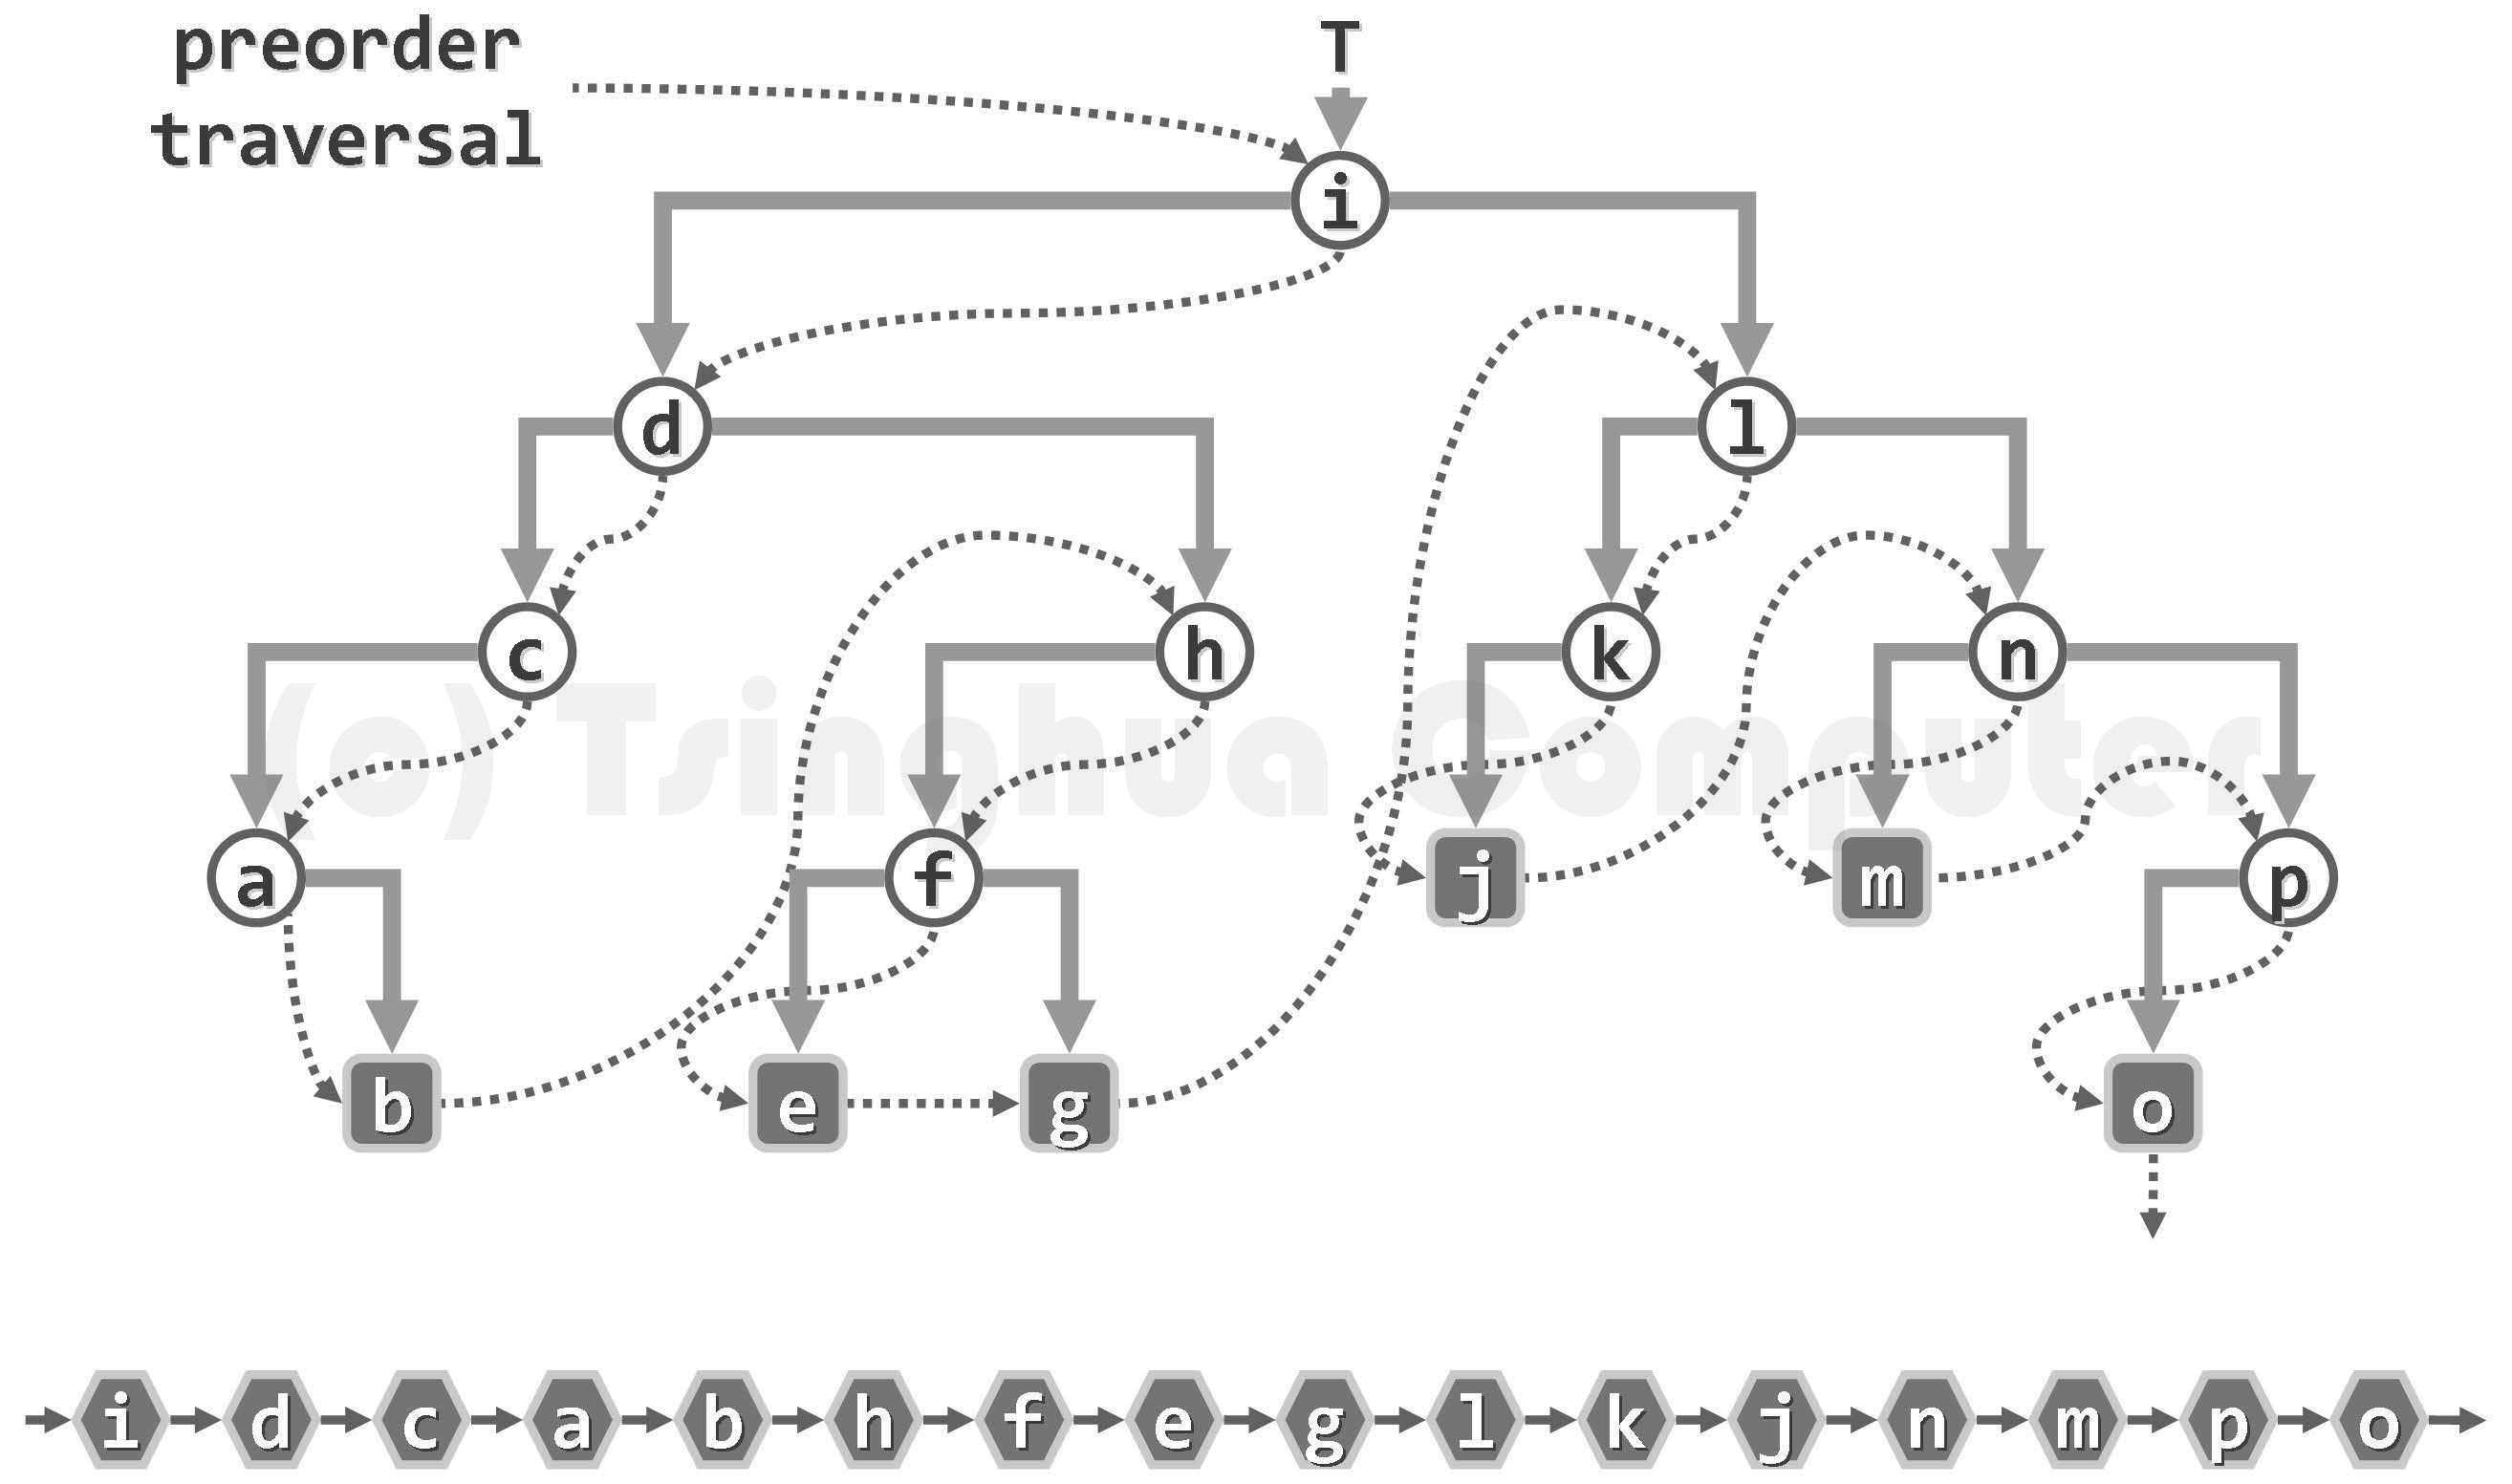 preorder
traversal
T
i
d
l
c
h
k
n
(c) Tsinghua Computer
a
f
j
m
p
b
e
g
o
i d c a b h f e g l k j n m p o